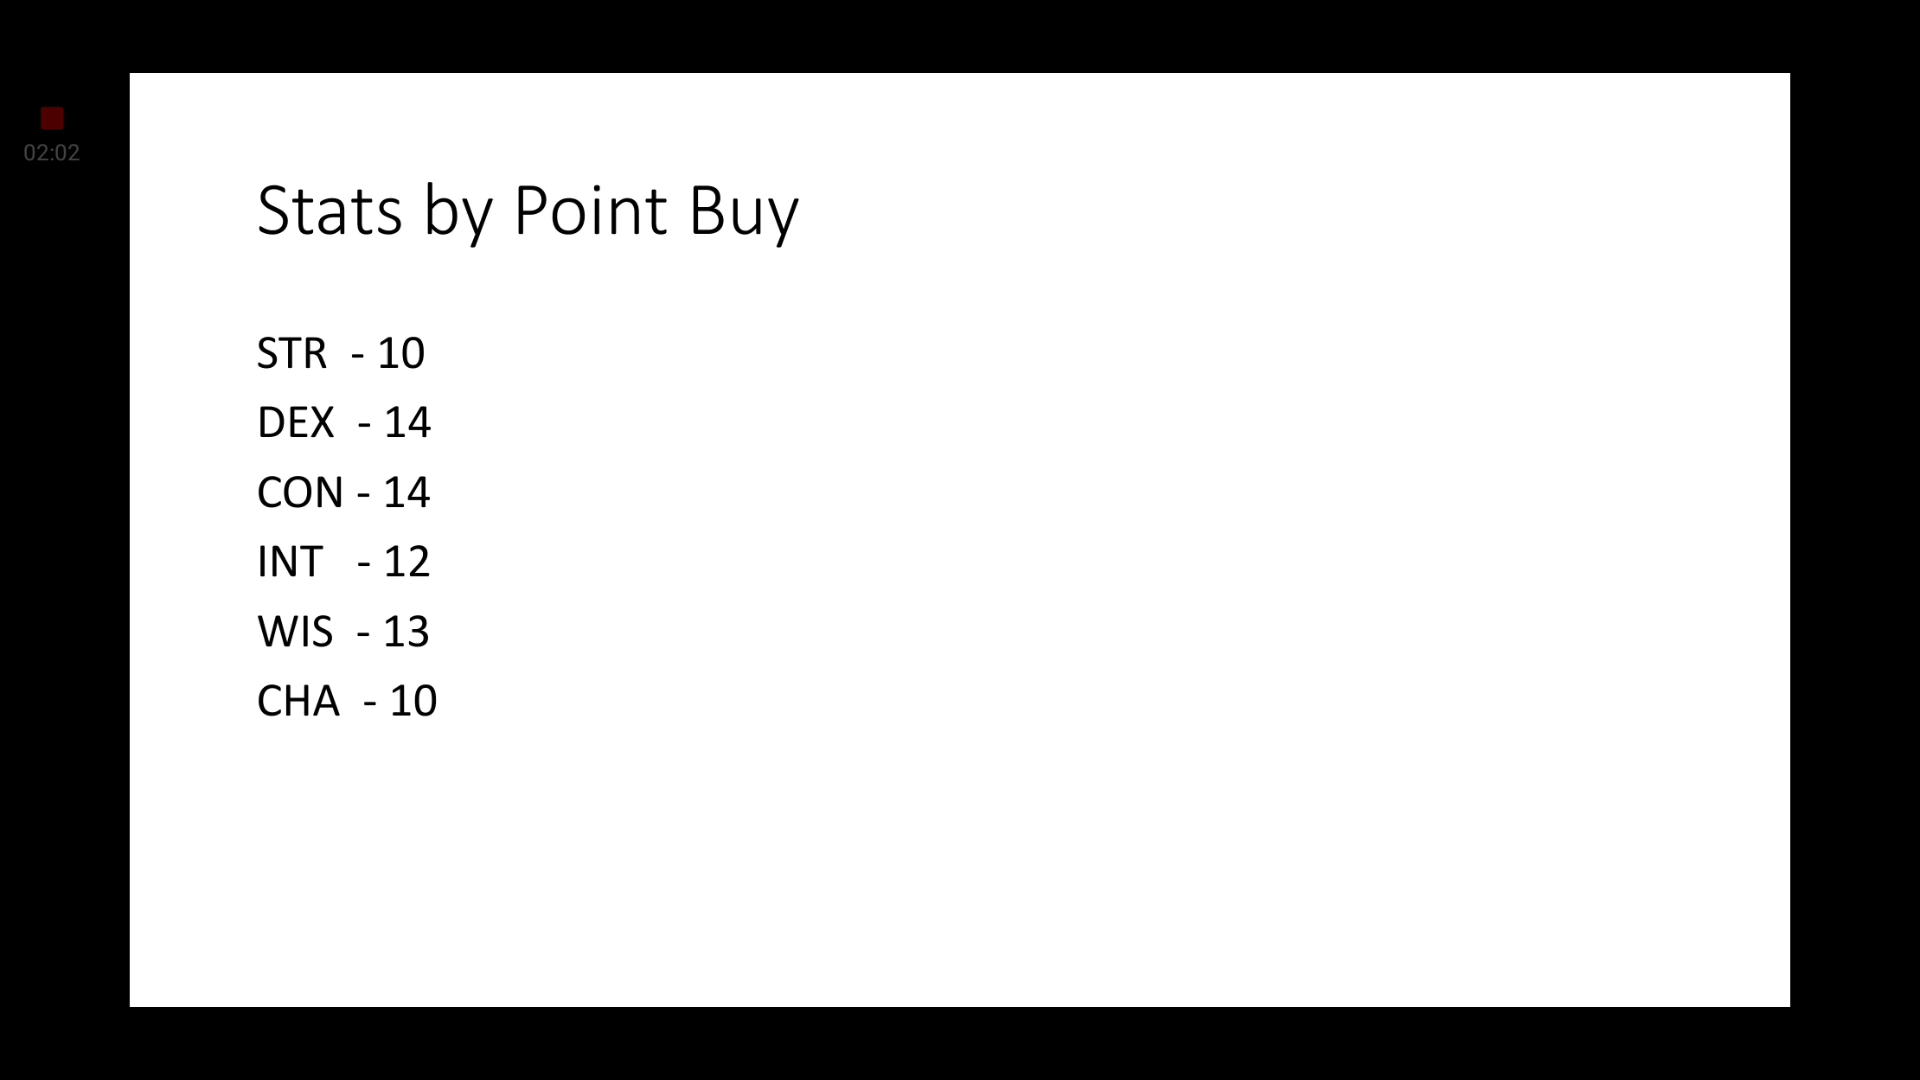 02:02
Stats by Point Buy
STR - 10
DEX - 14
CON - 14
INT - 12
WIS - 13
CHA - 10